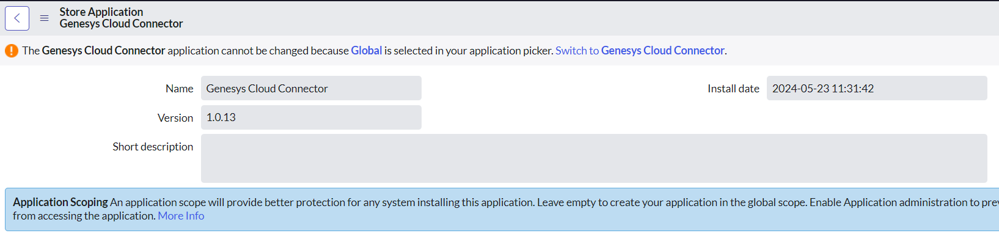 Store Application
Genesys Cloud Connector
The Genesys Cloud Connector application cannot be changed because Global is selected in your application picker. Switch to Genesys Cloud Connector.
Name Genesys Cloud Connector
Install date 2024-05-23 11:31:42
Version 1.0.13
Short description
Application Scoping An application scope will provide better protection for any system installing this application. Leave empty to create your application in the global scope. Enable Application administration to
from accessing the application. More Info